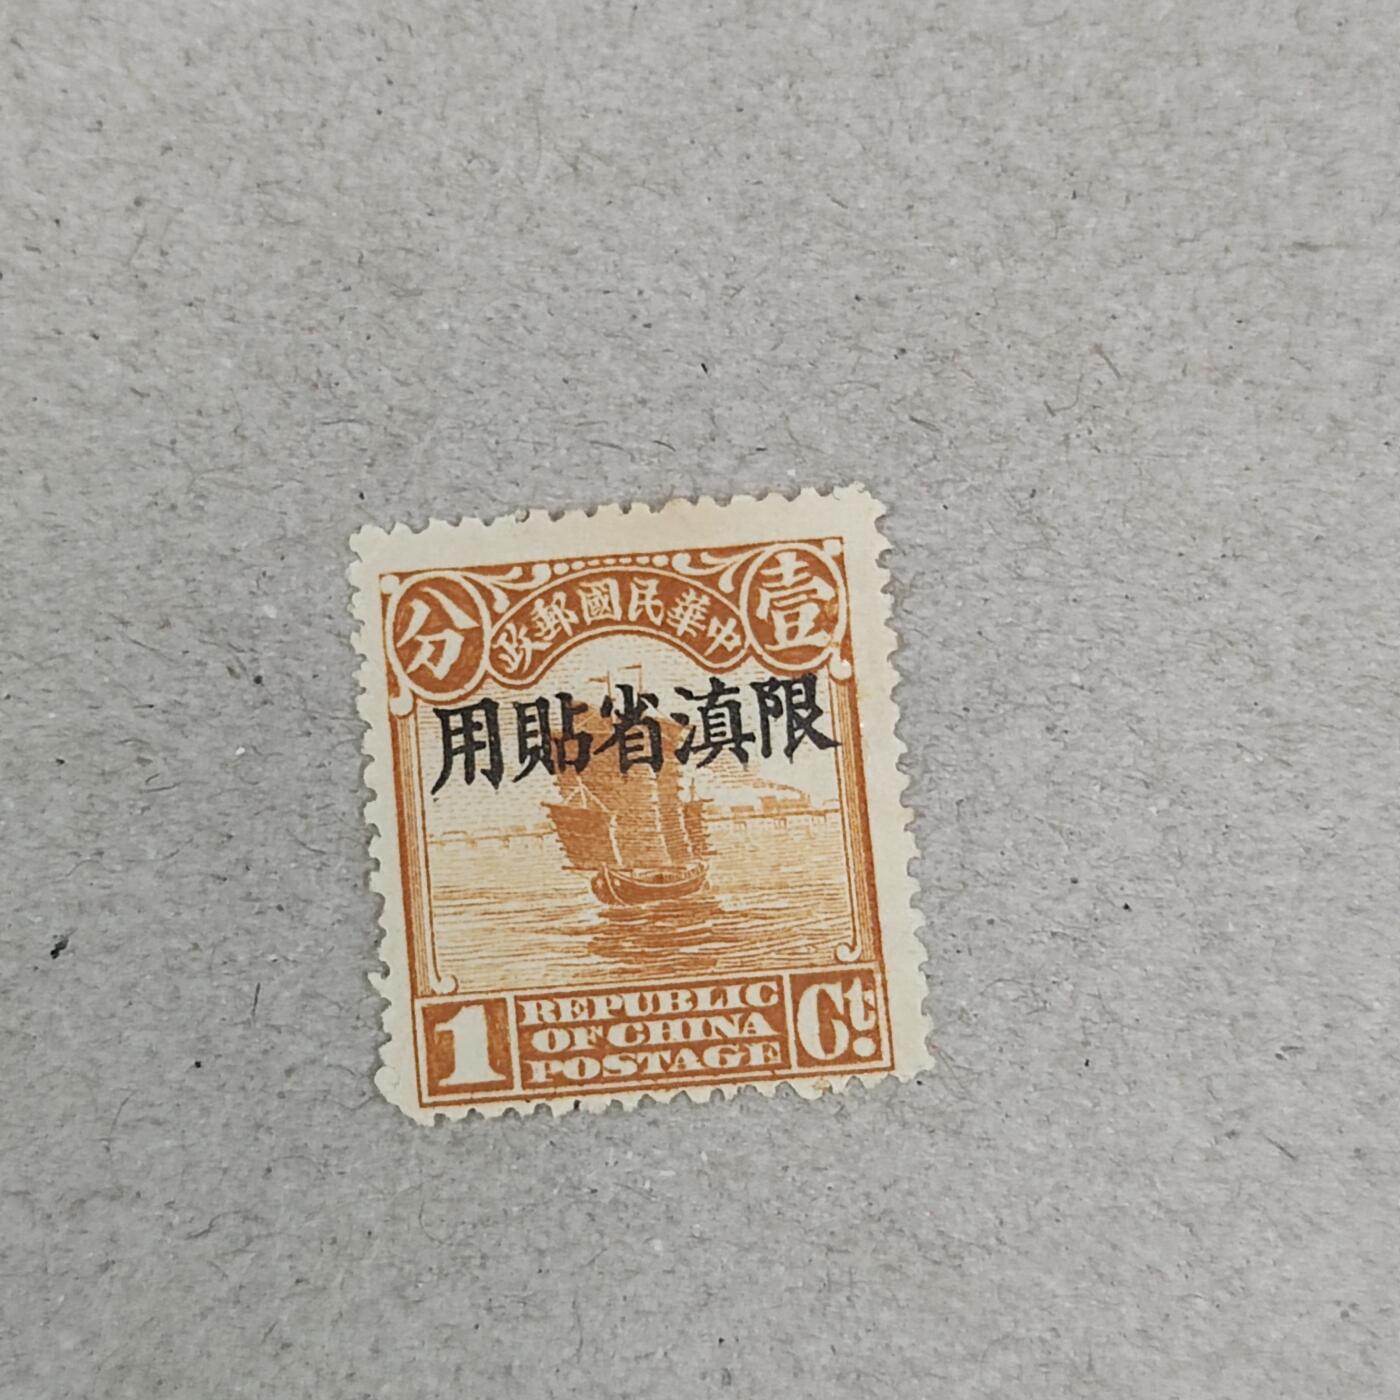 壹分
中華民國郵政
限滇省貼用
1
REPUBLIC
OF CHINA
POSTAGE
Ct.